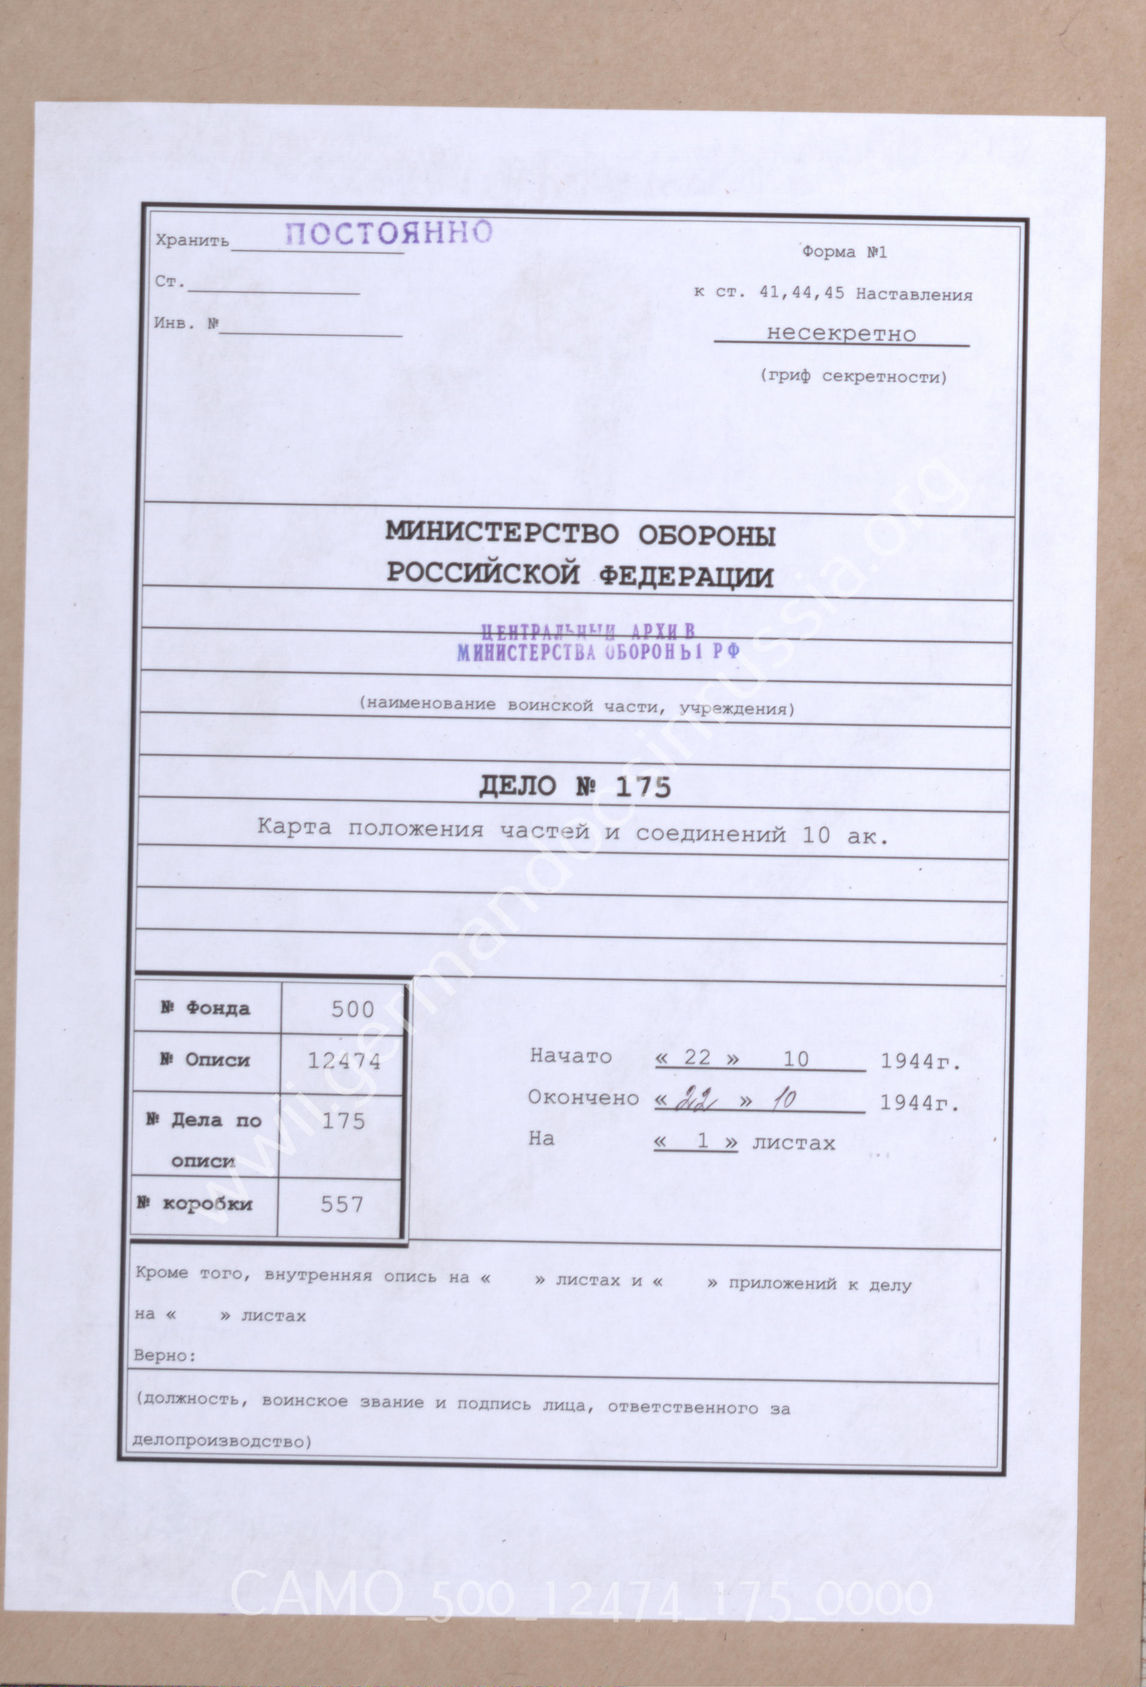 Хранить ПОСТОЯННО
Ст.
Инв. №
Форма №1
к ст. 41,44,45 Наставления
несекретно
(гриф секретности)
МИНИСТЕРСТВО ОБОРОНЫ
РОССИЙСКОЙ ФЕДЕРАЦИИ
ЦЕНТРАЛЬНЫЙ АРХИВ
МИНИСТЕРСТВА ОБОРОНЫ РФ
(наименование воинской части, учреждения)
ДЕЛО № 175
Карта положения частей и соединений 10 ак.
№ Фонда 500
№ Описи 12474
№ Дела по 175
описи
№ коробки 557
Начато « 22 » 10 1944г.
Окончено « 22 » 10 1944г.
На « 1 » листах
Кроме того, внутренняя опись на « » листах и « » приложений к делу
на « » листах
Верно:
(должность, воинское звание и подпись лица, ответственного за
делопроизводство)
www.germandocsinrussia.org
CAMO_500_12474_175_0000